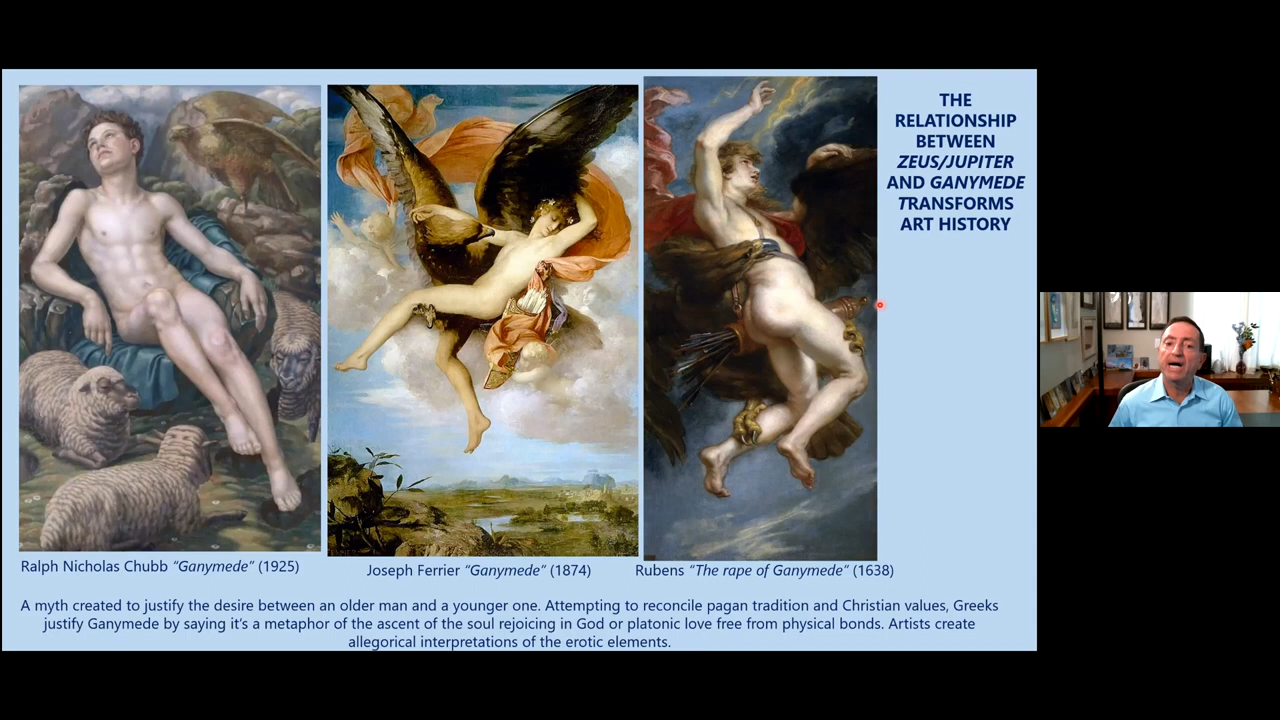 THE
RELATIONSHIP
BETWEEN
ZEUS/JUPITER
AND GANYMEDE
TRANSFORMS
ART HISTORY
Ralph Nicholas Chubb “Ganymede” (1925)
Joseph Ferrier “Ganymede” (1874)
Rubens “The rape of Ganymede” (1638)
A myth created to justify the desire between an older man and a younger one. Attempting to reconcile pagan tradition and Christian values, Greeks
justify Ganymede by saying it’s a metaphor of the ascent of the soul rejoicing in God or platonic love free from physical bonds. Artists create
allegorical interpretations of the erotic elements.